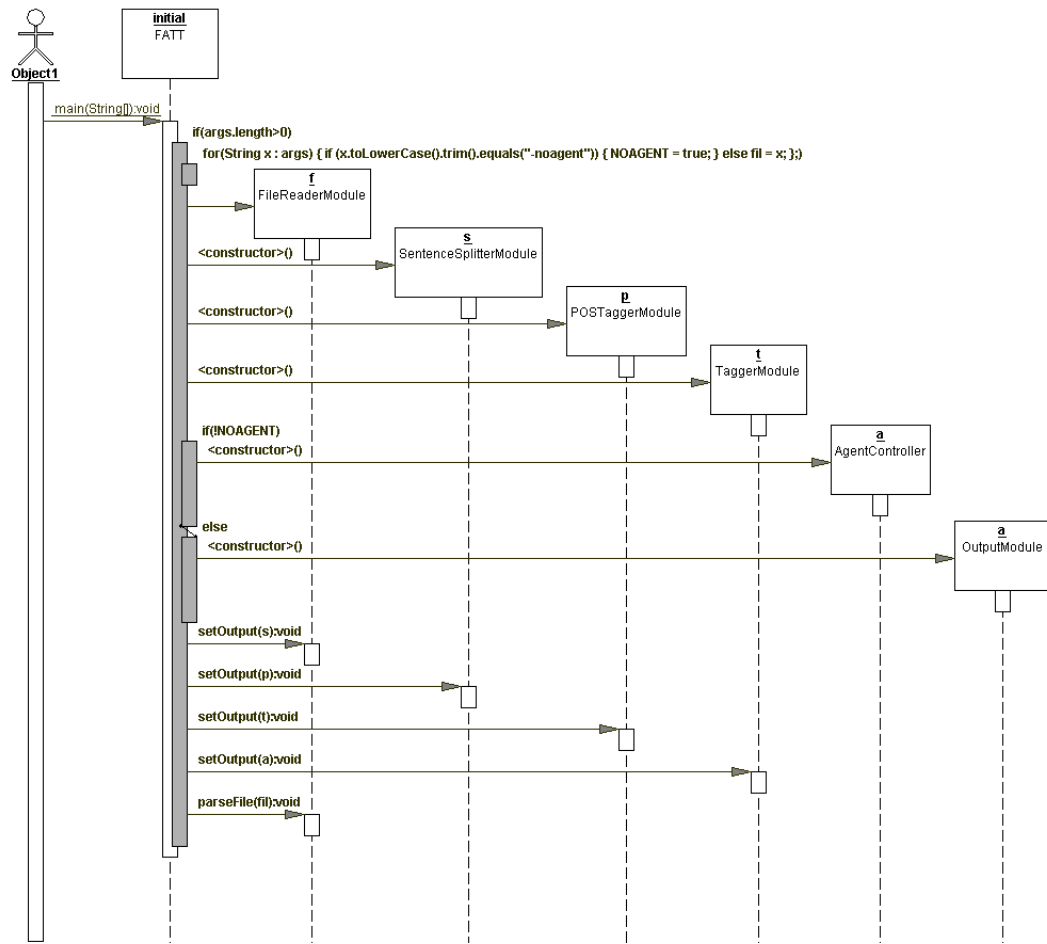 initial
FATT
Object1
main(String[]):void
if(args.length>0)
for(String x : args) { if (x.toLowerCase().trim().equals("-noagent")) { NOAGENT = true; } else fil = x; };)
f
FileReaderModule
<constructor>()
s
SentenceSplitterModule
<constructor>()
p
POSTaggerModule
<constructor>()
t
TaggerModule
if(!NOAGENT)
<constructor>()
a
AgentController
else
<constructor>()
a
OutputModule
setOutput(s):void
setOutput(p):void
setOutput(t):void
setOutput(a):void
parseFile(fil):void